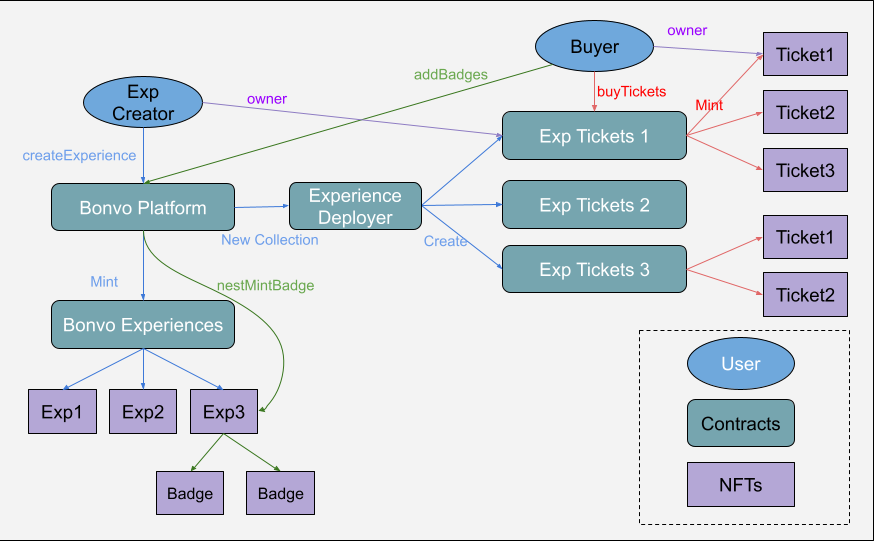 owner
Buyer
Ticket1
addBadges
Exp
Creator
owner
buyTickets
Mint
Ticket2
Exp Tickets 1
createExperience
Ticket3
Bonvo Platform
Experience
Deployer
Exp Tickets 2
New Collection
Create
Ticket1
Exp Tickets 3
Mint
nestMintBadge
Ticket2
Bonvo Experiences
User
Exp1
Exp2
Exp3
Contracts
Badge
Badge
NFTs